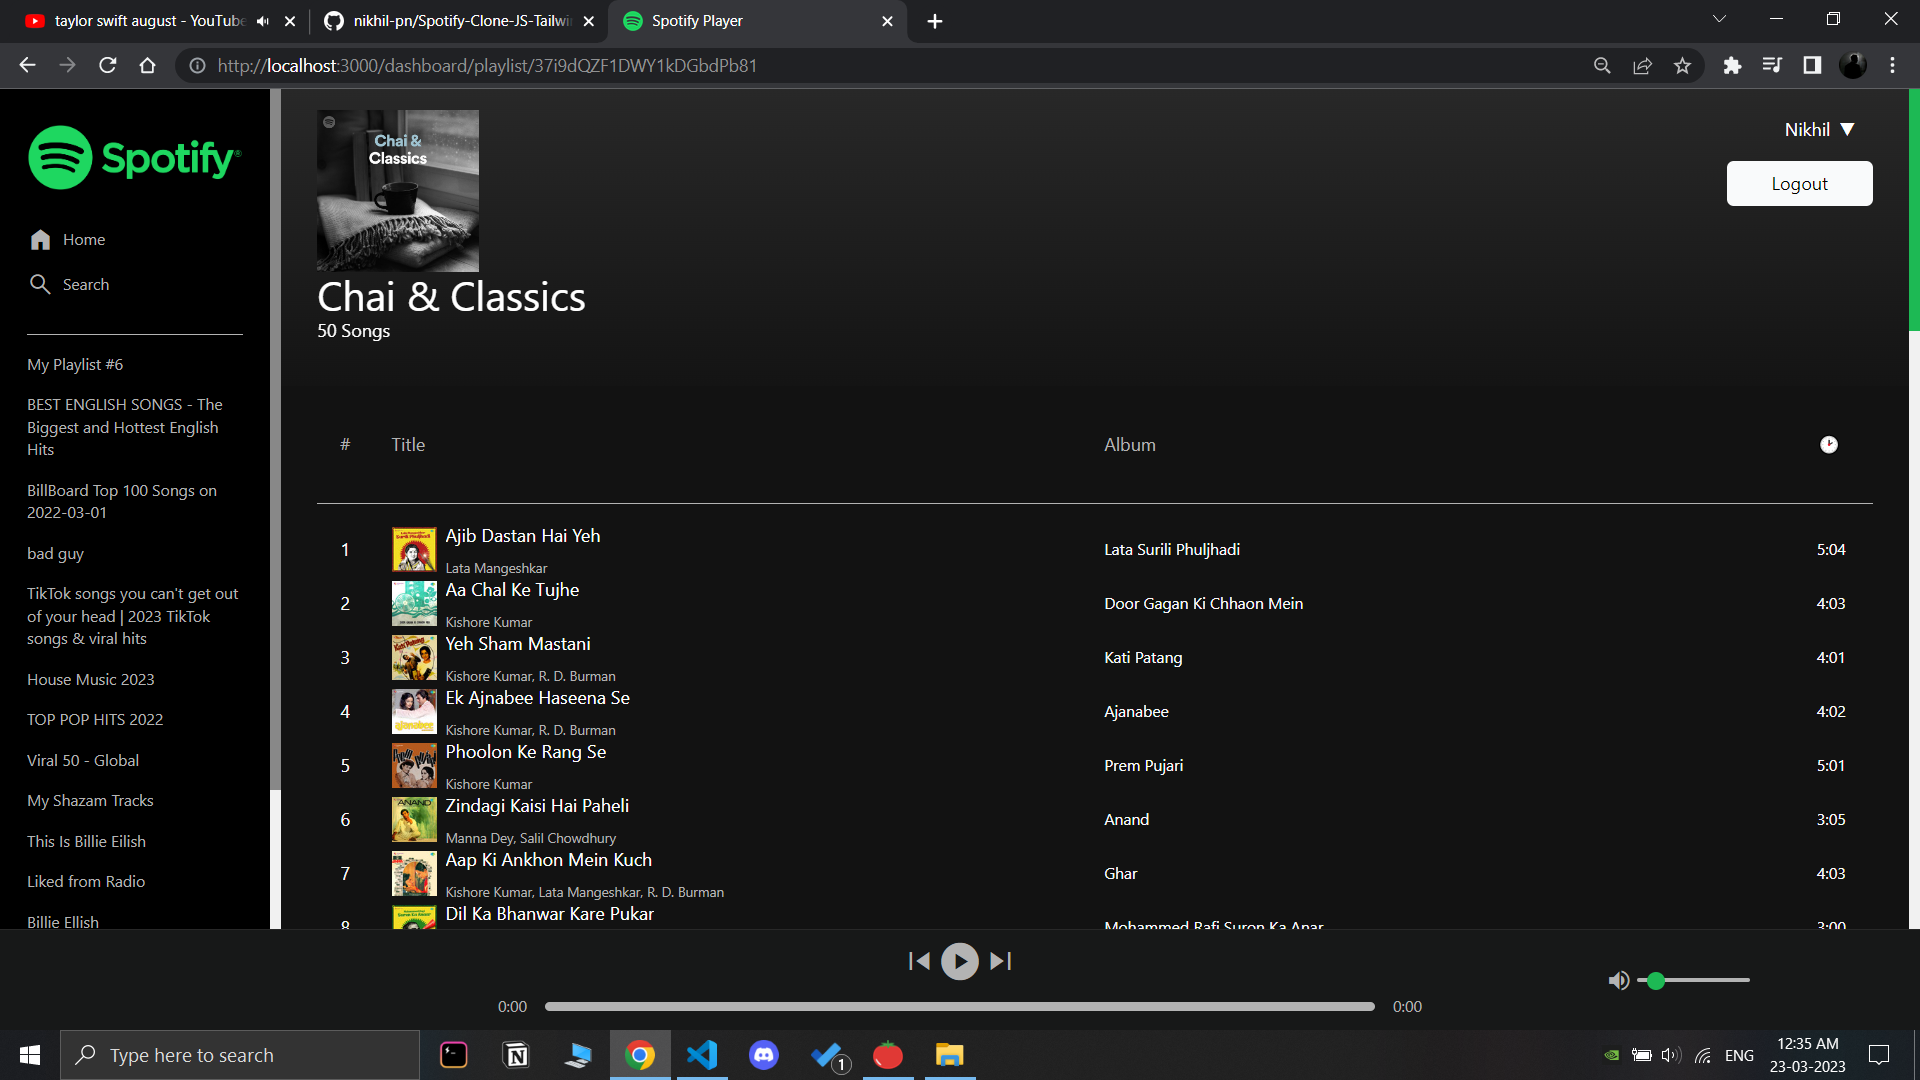 taylor swift august - YouTube
nikhil-pn/Spotify-Clone-JS-Tailwi
Spotify Player
http://localhost:3000/dashboard/playlist/37i9dQZF1DWY1kDGbdPb81
Spotify®
Home
Search
My Playlist #6
BEST ENGLISH SONGS - The
Biggest and Hottest English
Hits
BillBoard Top 100 Songs on
2022-03-01
bad guy
TikTok songs you can't get out
of your head | 2023 TikTok
songs & viral hits
House Music 2023
TOP POP HITS 2022
Viral 50 - Global
My Shazam Tracks
This Is Billie Eilish
Liked from Radio
Billie Ellish
Chai &
Classics
Nikhil ▼
Logout
Chai & Classics
50 Songs
# Title Album
1 Ajib Dastan Hai Yeh Lata Surili Phuljhadi 5:04
Lata Mangeshkar
2 Aa Chal Ke Tujhe Door Gagan Ki Chhaon Mein 4:03
Kishore Kumar
3 Yeh Sham Mastani Kati Patang 4:01
Kishore Kumar, R. D. Burman
4 Ek Ajnabee Haseena Se Ajanabee 4:02
Kishore Kumar, R. D. Burman
5 Phoolon Ke Rang Se Prem Pujari 5:01
Kishore Kumar
6 Zindagi Kaisi Hai Paheli Anand 3:05
Manna Dey, Salil Chowdhury
7 Aap Ki Ankhon Mein Kuch Ghar 4:03
Kishore Kumar, Lata Mangeshkar, R. D. Burman
8 Dil Ka Bhanwar Kare Pukar Mohammed Rafi Suron Ka Anar 3:00
0:00 0:00
Type here to search
1
ENG
12:35 AM
23-03-2023